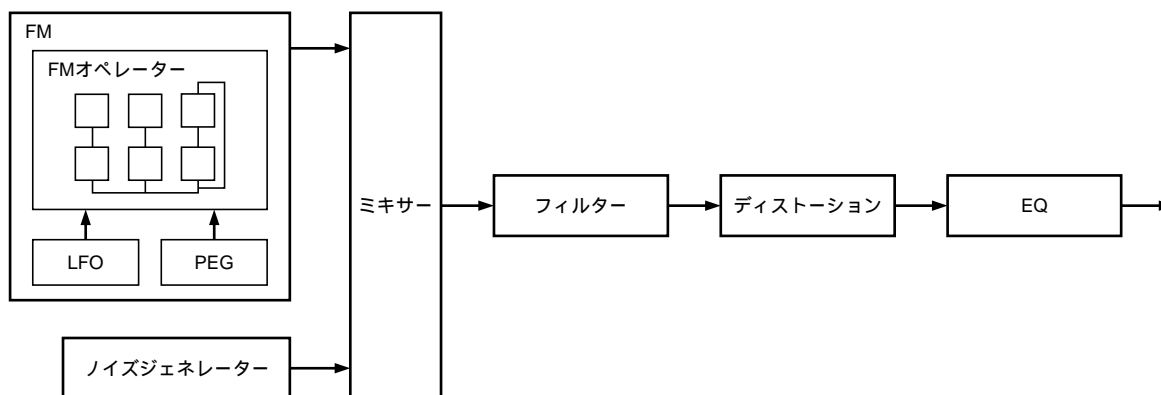 FM
FMオペレーター
LFO
PEG
ノイズジェネレーター
ミキサー
フィルター
ディストーション
EQ